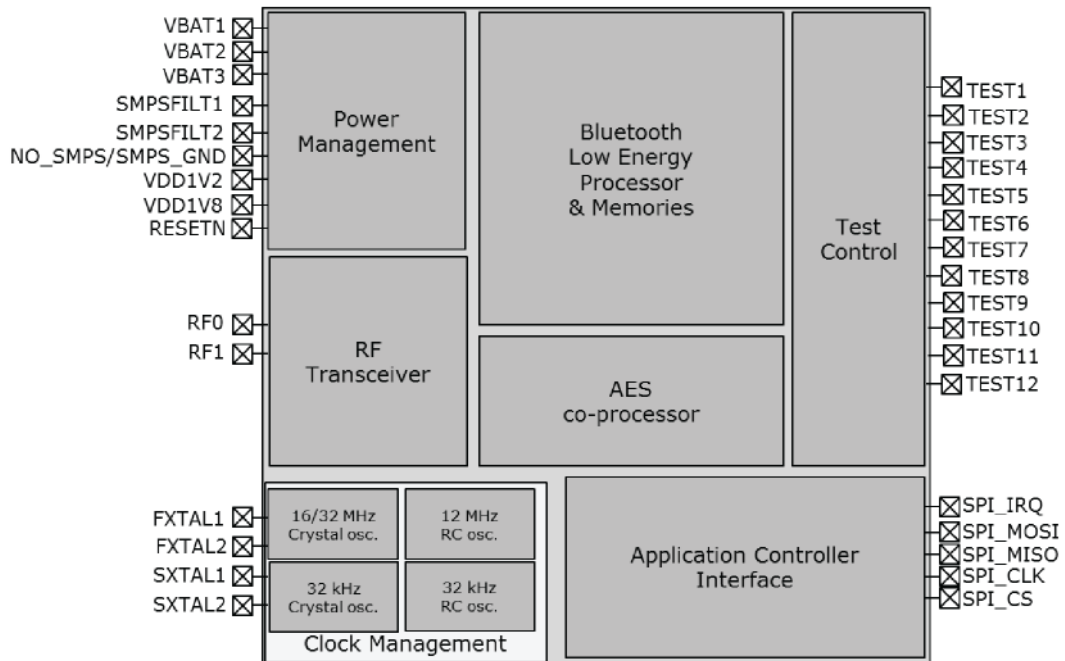 VBAT1
VBAT2
VBAT3
SMPSFILT1
SMPSFILT2
NO_SMPS/SMPS_GND
VDD1V2
VDD1V8
RESETN
RF0
RF1
FXTAL1
FXTAL2
SXTAL1
SXTAL2
Power
Management
RF
Transceiver
16/32 MHz
Crystal osc.
12 MHz
RC osc.
32 kHz
Crystal osc.
32 kHz
RC osc.
Clock Management
Bluetooth
Low Energy
Processor
& Memories
AES
co-processor
Application Controller
Interface
Test
Control
TEST1
TEST2
TEST3
TEST4
TEST5
TEST6
TEST7
TEST8
TEST9
TEST10
TEST11
TEST12
SPI_IRQ
SPI_MOSI
SPI_MISO
SPI_CLK
SPI_CS